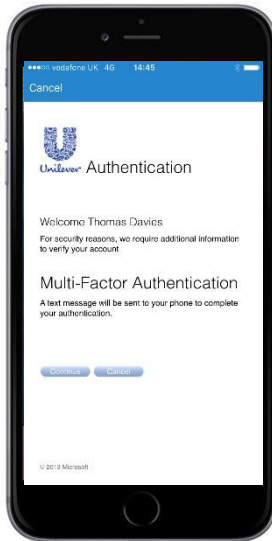 vodafone UK 4G 14:45
Cancel
Unilever Authentication
Welcome Thomas Davies
For security reasons, we require additional information
to verify your account
Multi-Factor Authentication
A text message will be sent to your phone to complete
your authentication.
Continue Cancel
© 2013 Microsoft